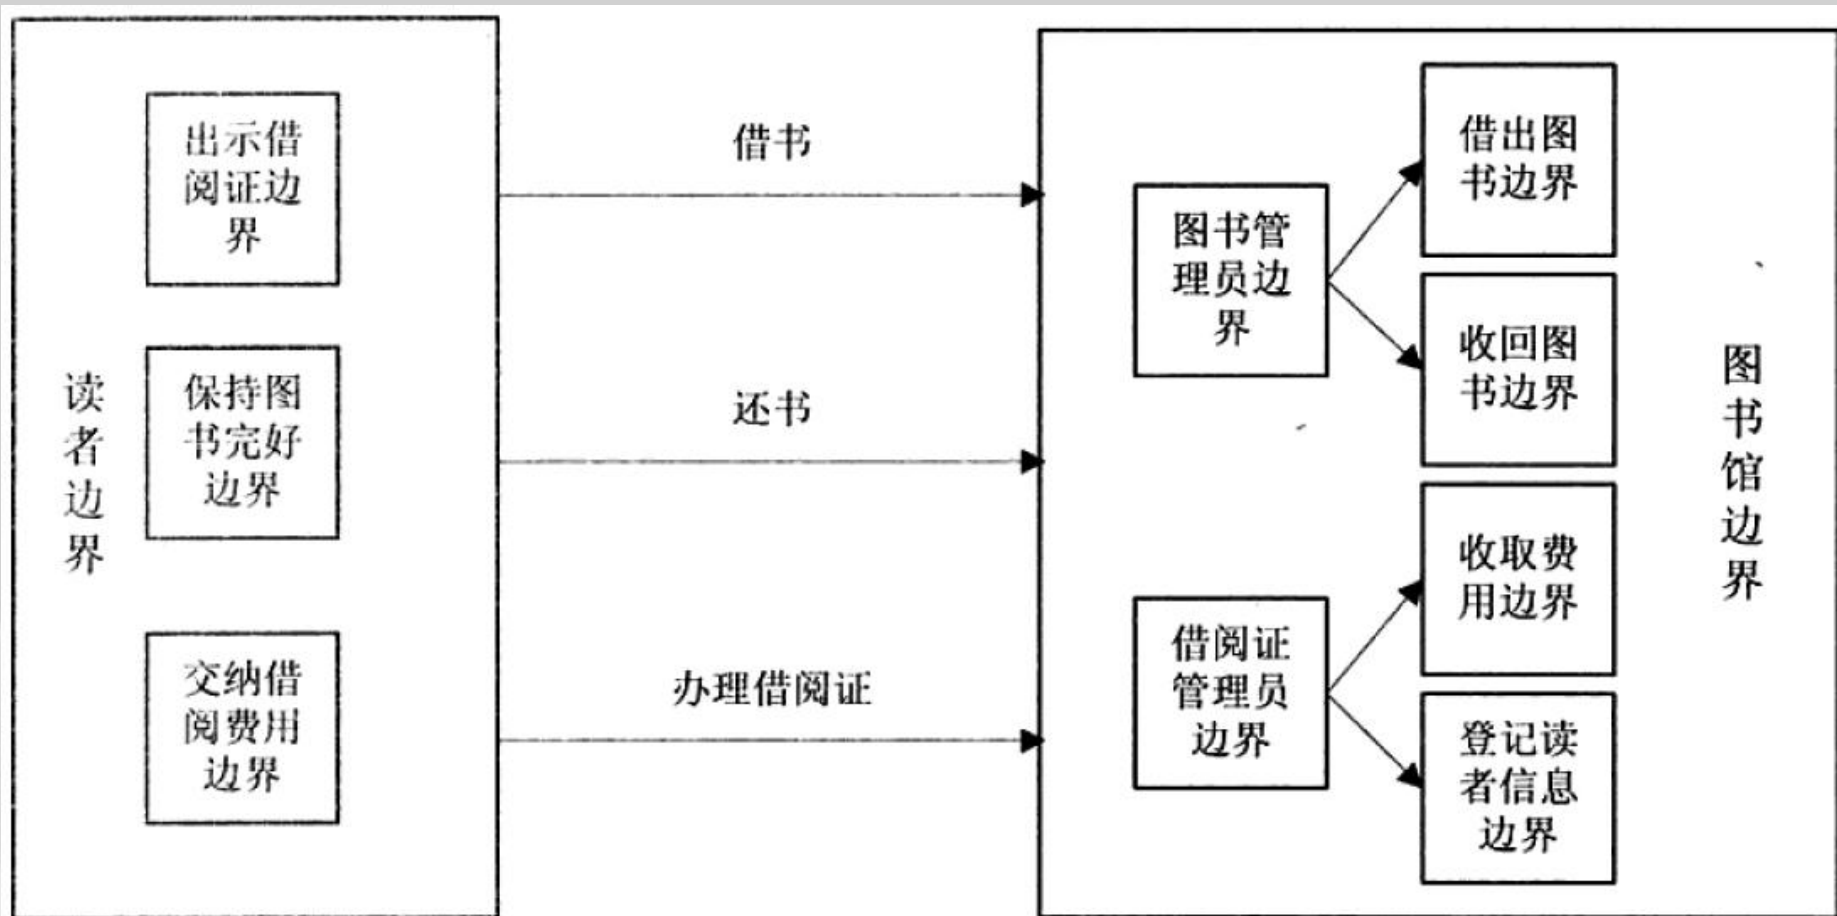 读
者
边
界
出示借
阅证边
界
保持图
书完好
边界
交纳借
阅费用
边界
借书
还书
办理借阅证
图书管
理员边
界
借阅证
管理员
边界
借出图
书边界
收回图
书边界
收取费
用边界
登记读
者信息
边界
图
书
馆
边
界